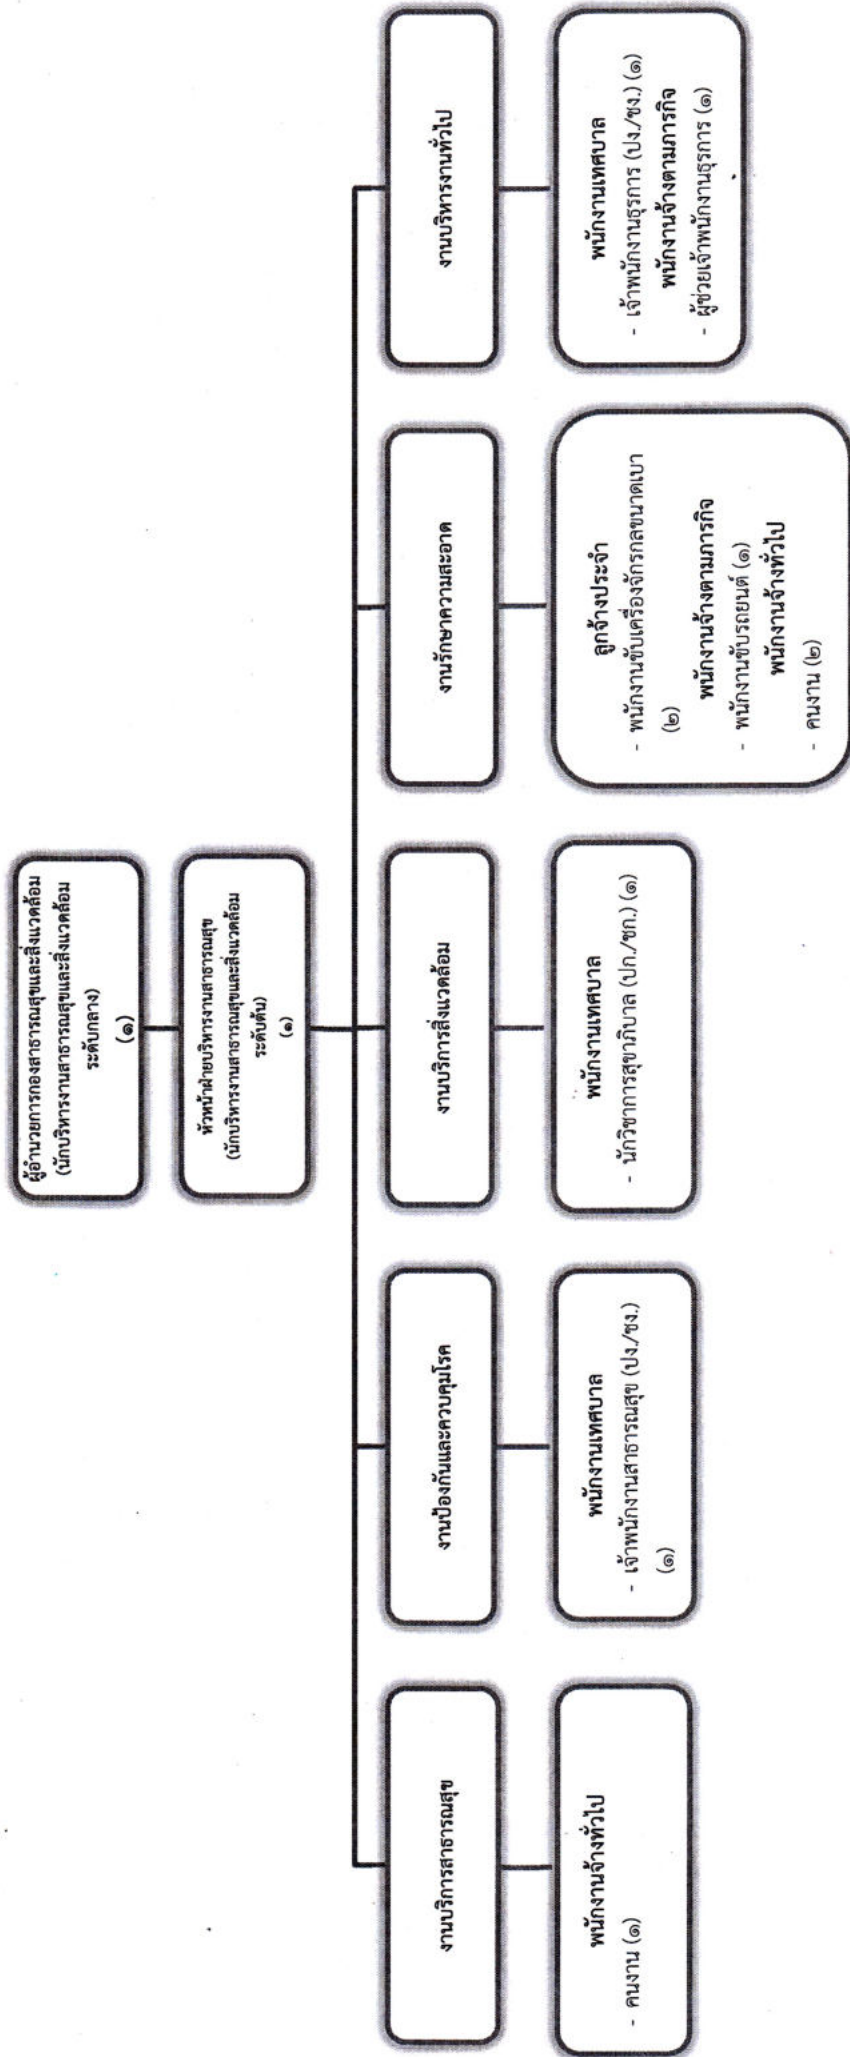 ผู้อำนวยการกองสาธารณสุขและสิ่งแวดล้อม
(นักบริหารงานสาธารณสุขและสิ่งแวดล้อม
ระดับกลาง)
(๑)
หัวหน้าฝ่ายบริหารงานสาธารณสุข
(นักบริหารงานสาธารณสุขและสิ่งแวดล้อม
ระดับต้น)
(๑)
งานบริการสาธารณสุข
พนักงานจ้างทั่วไป
- คนงาน (๑)
งานป้องกันและควบคุมโรค
พนักงานเทศบาล
- เจ้าพนักงานสาธารณสุข (ปง./ชง.)
(๑)
งานบริการสิ่งแวดล้อม
พนักงานเทศบาล
- นักวิชาการสุขาภิบาล (ปก./ชก.) (๑)
งานรักษาความสะอาด
ลูกจ้างประจำ
- พนักงานขับเครื่องจักรกลขนาดเบา
(๒)
พนักงานจ้างตามภารกิจ
- พนักงานขับรถยนต์ (๑)
พนักงานจ้างทั่วไป
- คนงาน (๒)
งานบริหารงานทั่วไป
พนักงานเทศบาล
- เจ้าพนักงานธุรการ (ปง./ชง.) (๑)
พนักงานจ้างตามภารกิจ
- ผู้ช่วยเจ้าพนักงานธุรการ (๑)